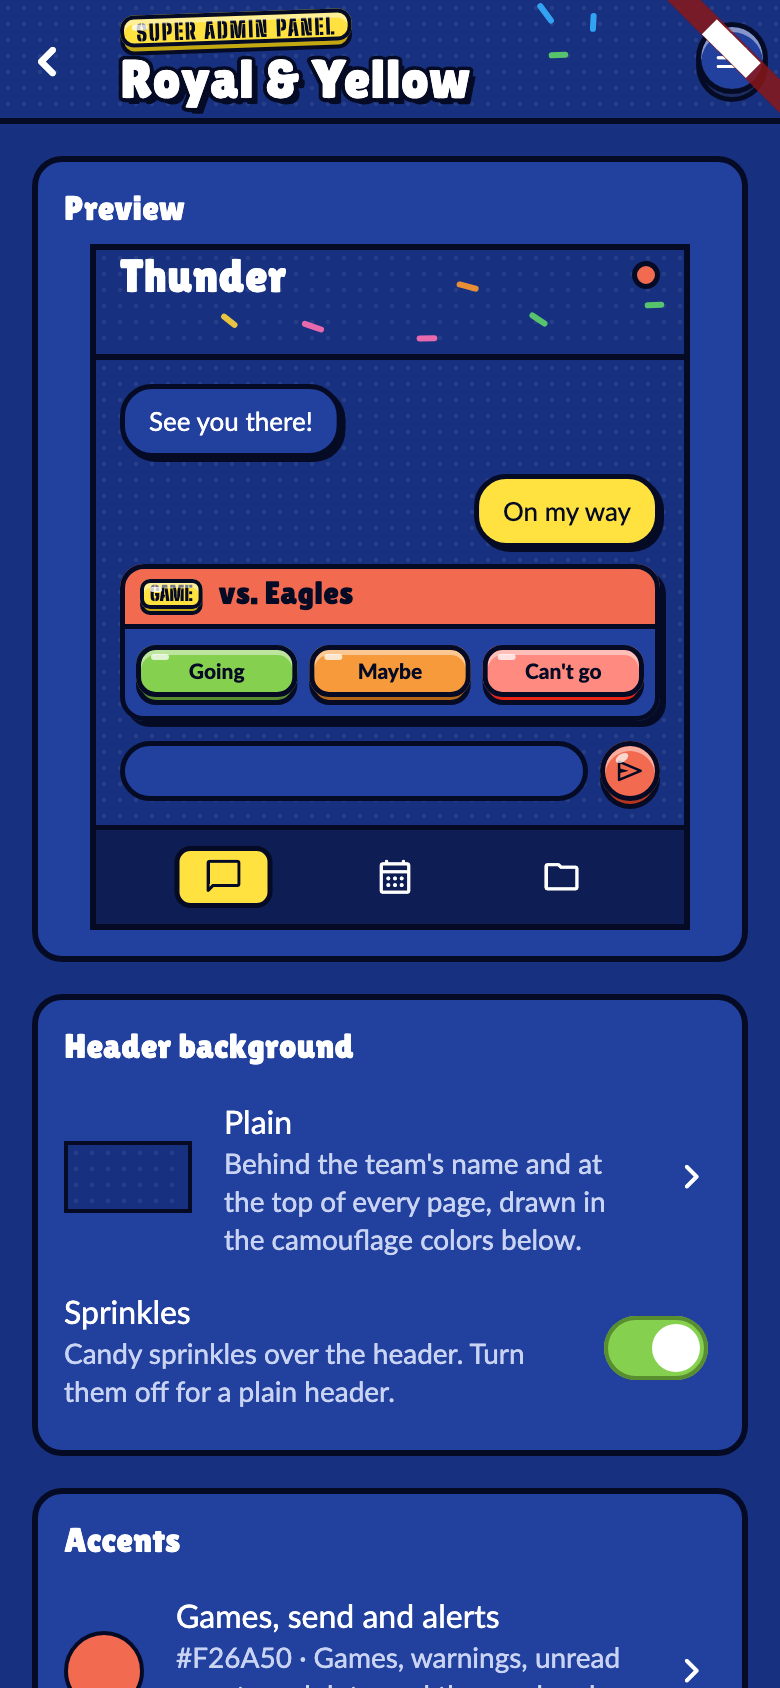 SUPER ADMIN PANEL
Royal & Yellow
Preview
Thunder
See you there!
On my way
GAME
vs. Eagles
Going
Maybe
Can't go
Header background
Plain
Behind the team's name and at
the top of every page, drawn in
the camouflage colors below.
Sprinkles
Candy sprinkles over the header. Turn
them off for a plain header.
Accents
Games, send and alerts
#F26A50 · Games, warnings, unread